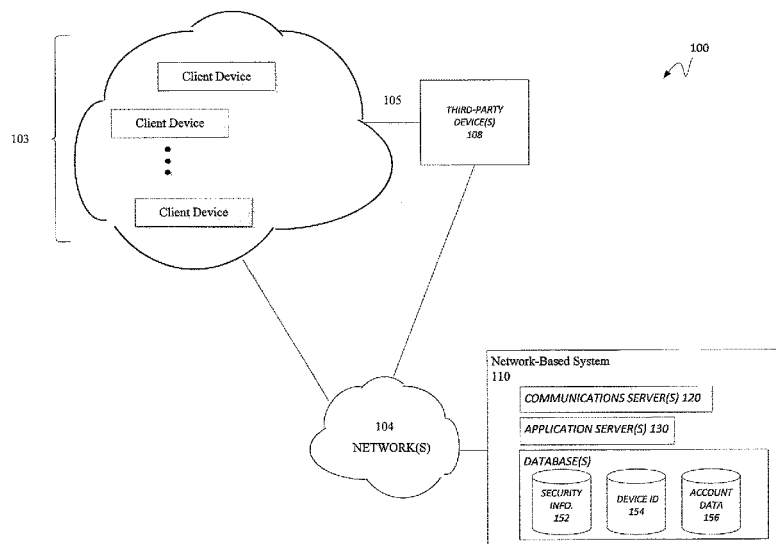 100
Client Device
105
THIRD-PARTY
DEVICE(S)
108
Client Device
103
Client Device
Network-Based System
110
104
NETWORK(S)
COMMUNICATIONS SERVER(S) 120
APPLICATION SERVER(S) 130
DATABASE(S)
SECURITY
INFO.
152
DEVICE ID
154
ACCOUNT
DATA
156